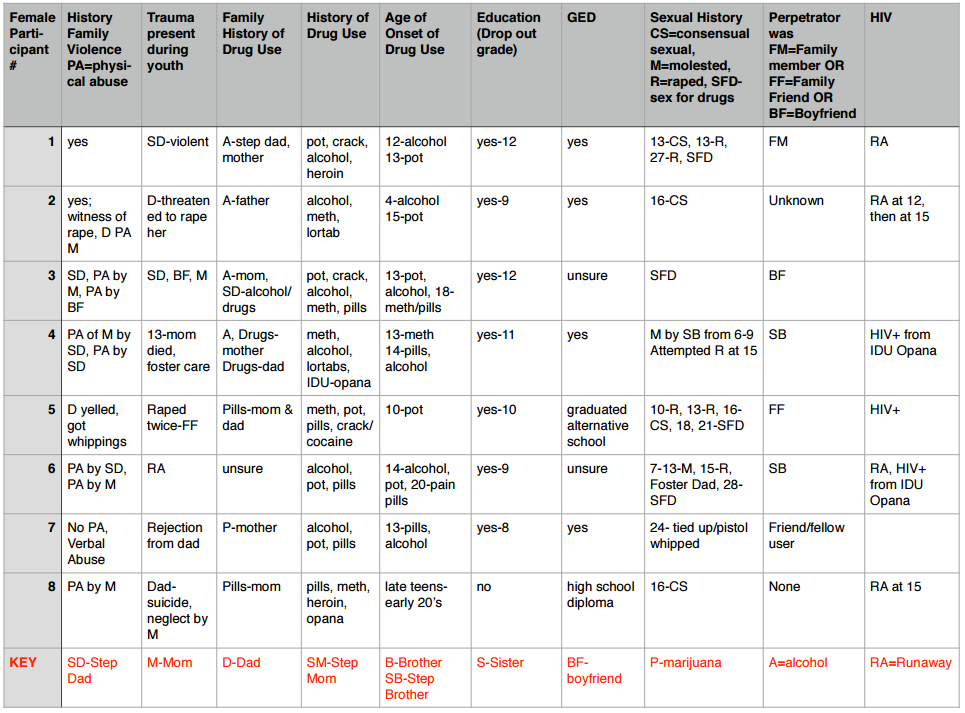 Female
Parti-
cipant
#
History
Family
Violence
PA=physi-
cal abuse
Trauma
present
during
youth
Family
History of
Drug Use
History of
Drug Use
Age of
Onset of
Drug Use
Education
(Drop out
grade)
GED
Sexual History
CS=consensual
sexual,
M=molested,
R=raped, SFD-
sex for drugs
Perpetrator
was
FM=Family
member OR
FF=Family
Friend OR
BF=Boyfriend
HIV
1
yes
SD-violent
A-step dad,
mother
pot, crack,
alcohol,
heroin
12-alcohol
13-pot
yes-12
yes
13-CS, 13-R,
27-R, SFD
FM
RA
2
yes;
witness of
rape, D PA
M
D-threaten
ed to rape
her
A-father
alcohol,
meth,
lortab
4-alcohol
15-pot
yes-9
yes
16-CS
Unknown
RA at 12,
then at 15
3
SD, PA by
M, PA by
BF
SD, BF, M
A-mom,
SD-alcohol/
drugs
pot, crack,
alcohol,
meth, pills
13-pot,
alcohol, 18-
meth/pills
yes-12
unsure
SFD
BF
4
PA of M by
SD, PA by
SD
13-mom
died,
foster care
A, Drugs-
mother
Drugs-dad
meth,
alcohol,
lortabs,
IDU-opana
13-meth
14-pills,
alcohol
yes-11
yes
M by SB from 6-9
Attempted R at 15
SB
HIV+ from
IDU Opana
5
D yelled,
got
whippings
Raped
twice-FF
Pills-mom &
dad
meth, pot,
pills, crack/
cocaine
10-pot
yes-10
graduated
alternative
school
10-R, 13-R, 16-
CS, 18, 21-SFD
FF
HIV+
6
PA by SD,
PA by M
RA
unsure
alcohol,
pot, pills
14-alcohol,
pot, 20-pain
pills
yes-9
unsure
7-13-M, 15-R,
Foster Dad, 28-
SFD
SB
RA, HIV+
from IDU
Opana
7
No PA,
Verbal
Abuse
Rejection
from dad
P-mother
alcohol,
pot, pills
13-pills,
alcohol
yes-8
yes
24- tied up/pistol
whipped
Friend/fellow
user
8
PA by M
Dad-
suicide,
neglect by
M
Pills-mom
pills, meth,
heroin,
opana
late teens-
early 20's
no
high school
diploma
16-CS
None
RA at 15
KEY
SD-Step
Dad
M-Mom
D-Dad
SM-Step
Mom
B-Brother
SB-Step
Brother
S-Sister
BF-
boyfriend
P-marijuana
A=alcohol
RA=Runaway